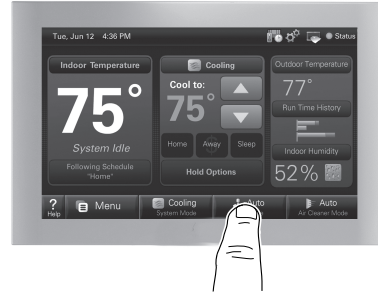 Tue, Jun 12 4:36 PM
Status
Indoor Temperature
75°
System Idle
Following Schedule
"Home"
Cooling
Cool to:
75°
Home Away Sleep
Hold Options
Outdoor Temperature
77°
Run Time History
Indoor Humidity
52%
?
Help
Menu
Cooling
System Mode
Auto
Auto
Air Cleaner Mode